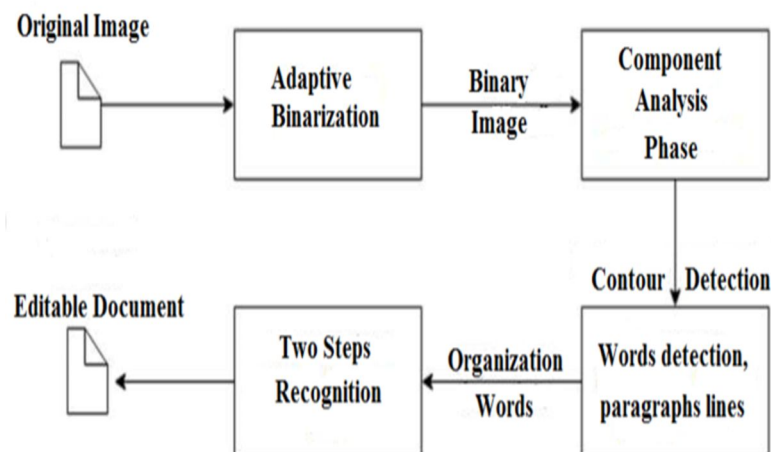 Original Image
Adaptive
Binarization
Binary
Image
Component
Analysis
Phase
Contour Detection
Words detection,
paragraphs lines
Organization
Words
Two Steps
Recognition
Editable Document